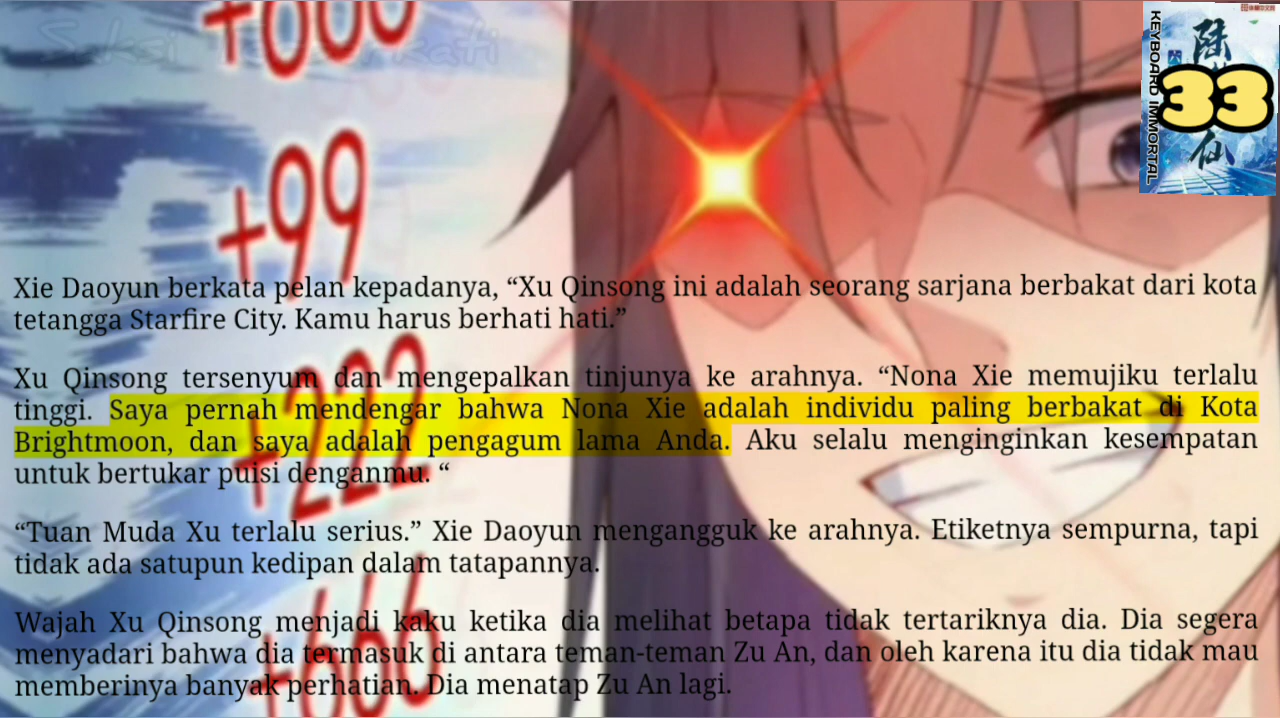 +666
+99
+222
+66
KEYBOARD IMMORTAL
陆
仙
33
Xie Daoyun berkata pelan kepadanya, “Xu Qinsong ini adalah seorang sarjana berbakat dari kota
tetangga Starfire City. Kamu harus berhati hati.”
Xu Qinsong tersenyum dan mengepalkan tinjunya ke arahnya. “Nona Xie memujiku terlalu
tinggi. Saya pernah mendengar bahwa Nona Xie adalah individu paling berbakat di Kota
Brightmoon, dan saya adalah pengagum lama Anda. Aku selalu menginginkan kesempatan
untuk bertukar puisi denganmu. “
“Tuan Muda Xu terlalu serius.” Xie Daoyun mengangguk ke arahnya. Etiketnya sempurna, tapi
tidak ada satupun kedipan dalam tatapannya.
Wajah Xu Qinsong menjadi kaku ketika dia melihat betapa tidak tertariknya dia. Dia segera
menyadari bahwa dia termasuk di antara teman-teman Zu An, dan oleh karena itu dia tidak mau
memberinya banyak perhatian. Dia menatap Zu An lagi.